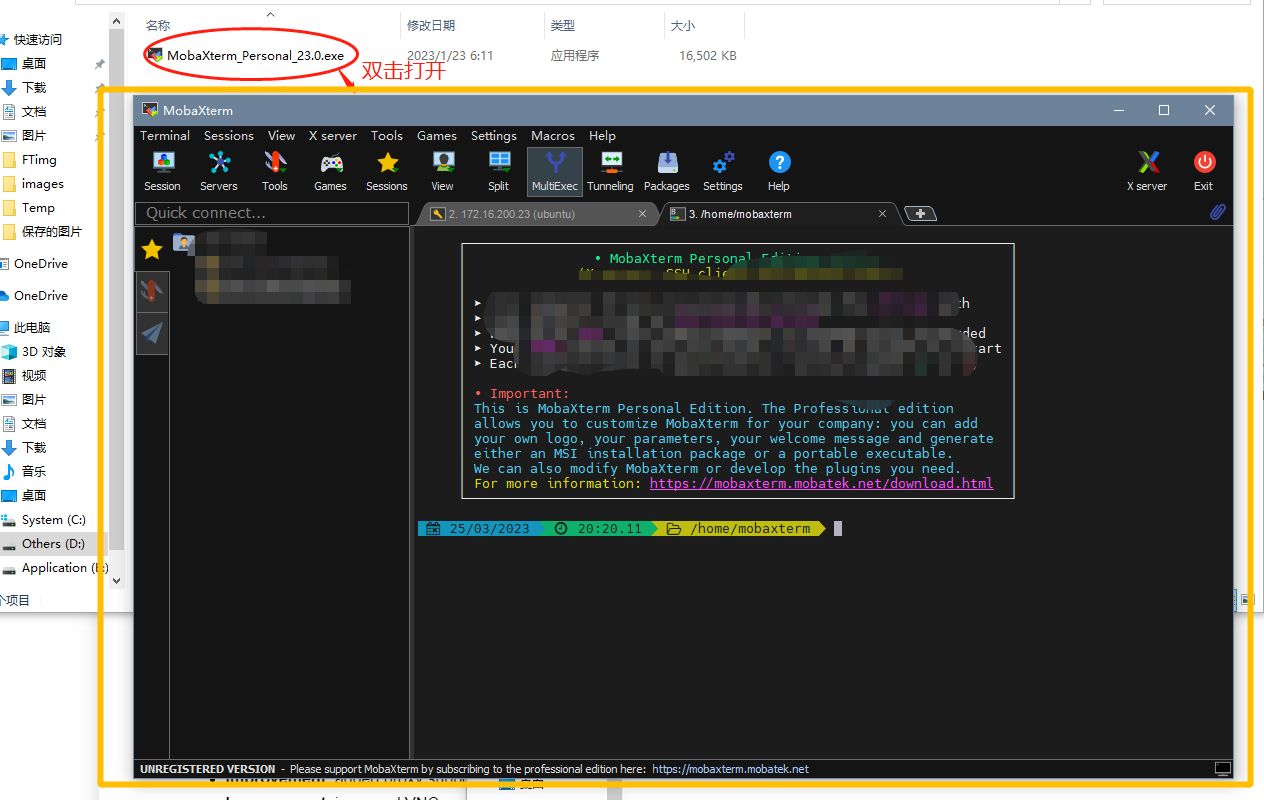 名称 修改日期 类型 大小
MobaXterm_Personal_23.0.exe 2023/1/23 6:11 应用程序 16,502 KB
双击打开
快速访问
桌面
下载
文档
图片
FTimg
images
Temp
保存的图片
OneDrive
OneDrive
此电脑
3D 对象
视频
图片
文档
下载
音乐
桌面
System (C:)
Others (D:)
Application
个项目
MobaXterm
Terminal Sessions View X server Tools Games Settings Macros Help
Session Servers Tools Games Sessions View Split MultiExec Tunneling Packages Settings Help X server Exit
Quick connect...
2. 172.16.200.23 (ubuntu)
3. /home/mobaxterm
• MobaXterm Personal
SSH
➤
➤
➤
➤ You
➤
• Important:
This is MobaXterm Personal Edition. The Professional edition
allows you to customize MobaXterm for your company: you can add
your own logo, your parameters, your welcome message and generate
either an MSI installation package or a portable executable.
We can also modify MobaXterm or develop the plugins you need.
For more information: https://mobaxterm.mobatek.net/download.html
25/03/2023 20:20.11 /home/mobaxterm
UNREGISTERED VERSION - Please support MobaXterm by subscribing to the professional edition here: https://mobaxterm.mobatek.net